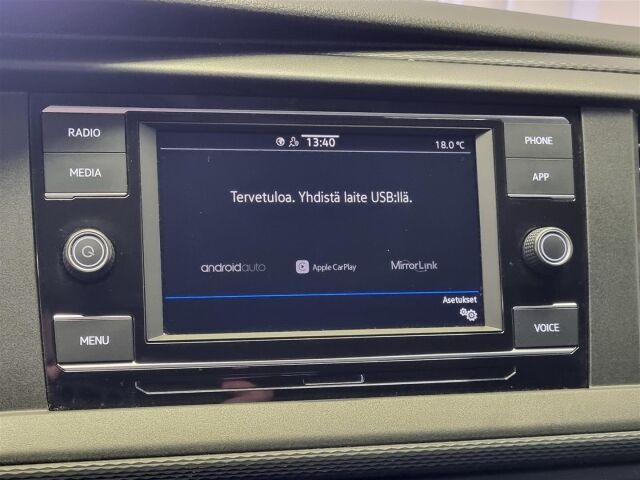 RADIO
MEDIA
MENU
13:40
18.0 °C
Tervetuloa. Yhdistä laite USB:llä.
androidauto
Apple CarPlay
MirrorLink
Asetukset
PHONE
APP
VOICE